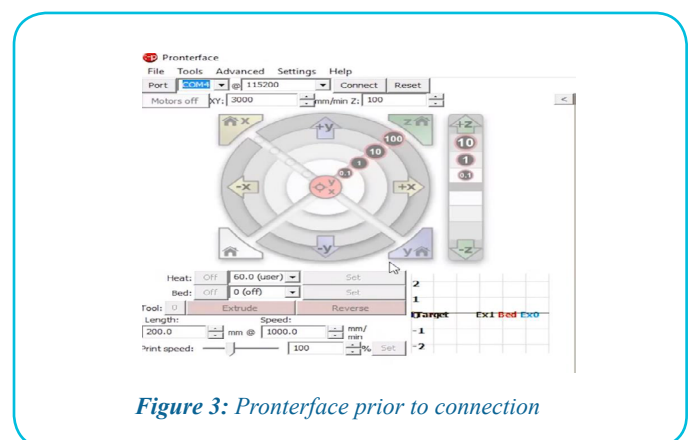 Pronterface
File Tools Advanced Settings Help
Port COM4 @ 115200 Connect Reset
Motors off XY: 3000 mm/min Z: 100 <
x +y z +z
100 10
10 1
1 0.1
0.1
-x y x +x
-y y -z
Heat: Off 60.0 (user) Set
Bed: Off 0 (off) Set
2
1
Tool: 0 Extrude Reverse
Target Ex1 Bed Ex0
Length: Speed:
200.0 mm @ 1000.0 mm/min
-1
Print speed: 100 % Set
-2
Figure 3: Pronterface prior to connection